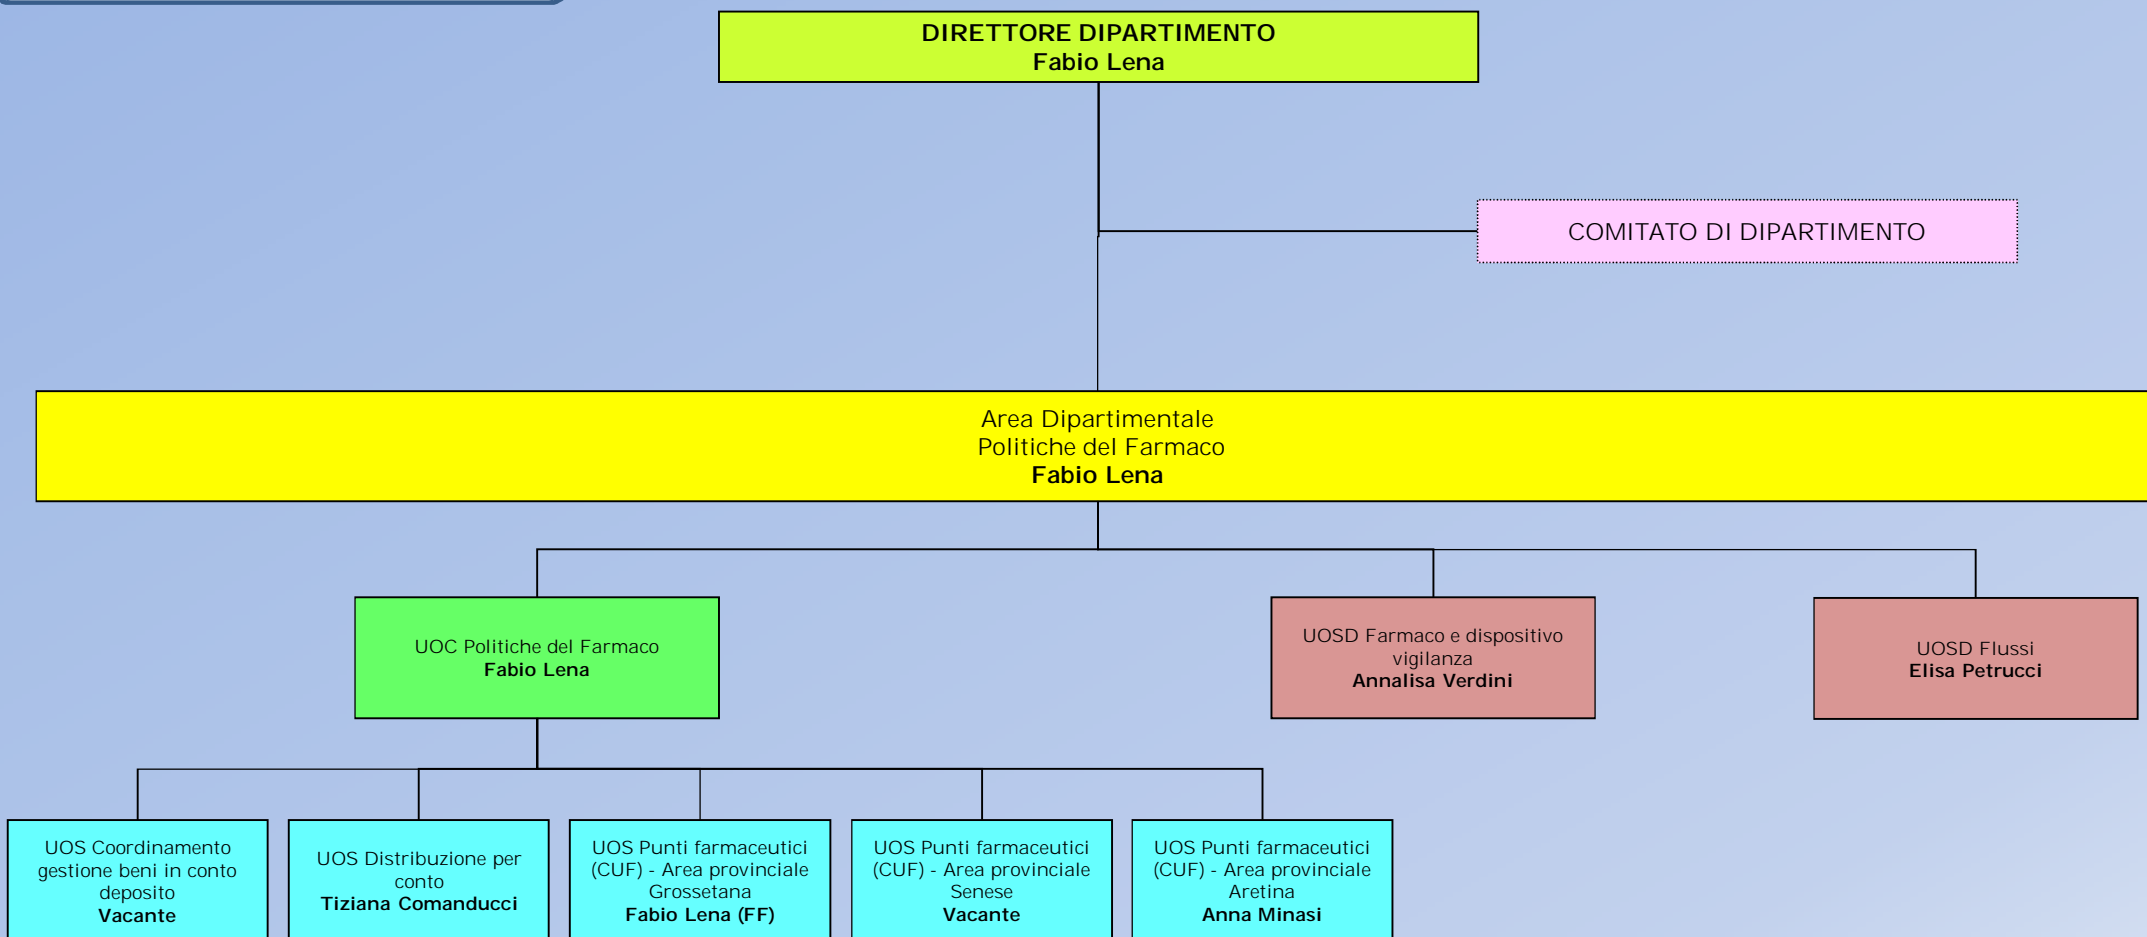 DIRETTORE DIPARTIMENTO
Fabio Lena
COMITATO DI DIPARTIMENTO
Area Dipartimentale
Politiche del Farmaco
Fabio Lena
UOC Politiche del Farmaco
Fabio Lena
UOSD Farmaco e dispositivo
vigilanza
Annalisa Verdini
UOSD Flussi
Elisa Petrucci
UOS Coordinamento
gestione beni in conto
deposito
Vacante
UOS Distribuzione per
conto
Tiziana Comanducci
UOS Punti farmaceutici
(CUF) - Area provinciale
Grossetana
Fabio Lena (FF)
UOS Punti farmaceutici
(CUF) - Area provinciale
Senese
Vacante
UOS Punti farmaceutici
(CUF) - Area provinciale
Aretina
Anna Minasi